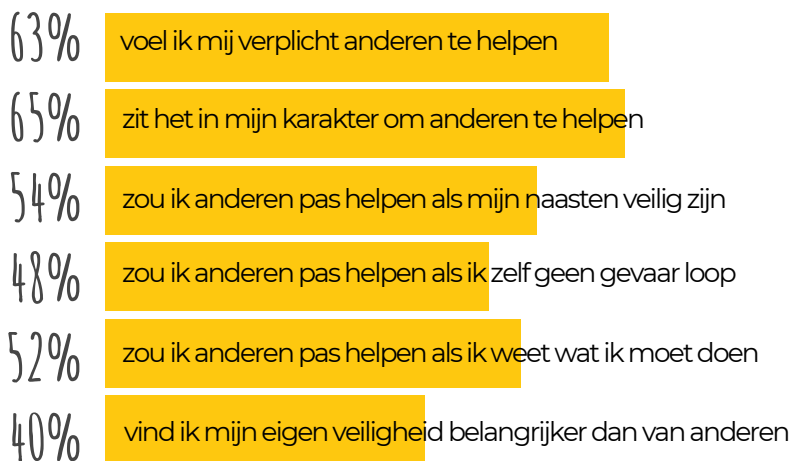 63% voel ik mij verplicht anderen te helpen
65% zit het in mijn karakter om anderen te helpen
54% zou ik anderen pas helpen als mijn naasten veilig zijn
48% zou ik anderen pas helpen als ik zelf geen gevaar loop
52% zou ik anderen pas helpen als ik weet wat ik moet doen
40% vind ik mijn eigen veiligheid belangrijker dan van anderen